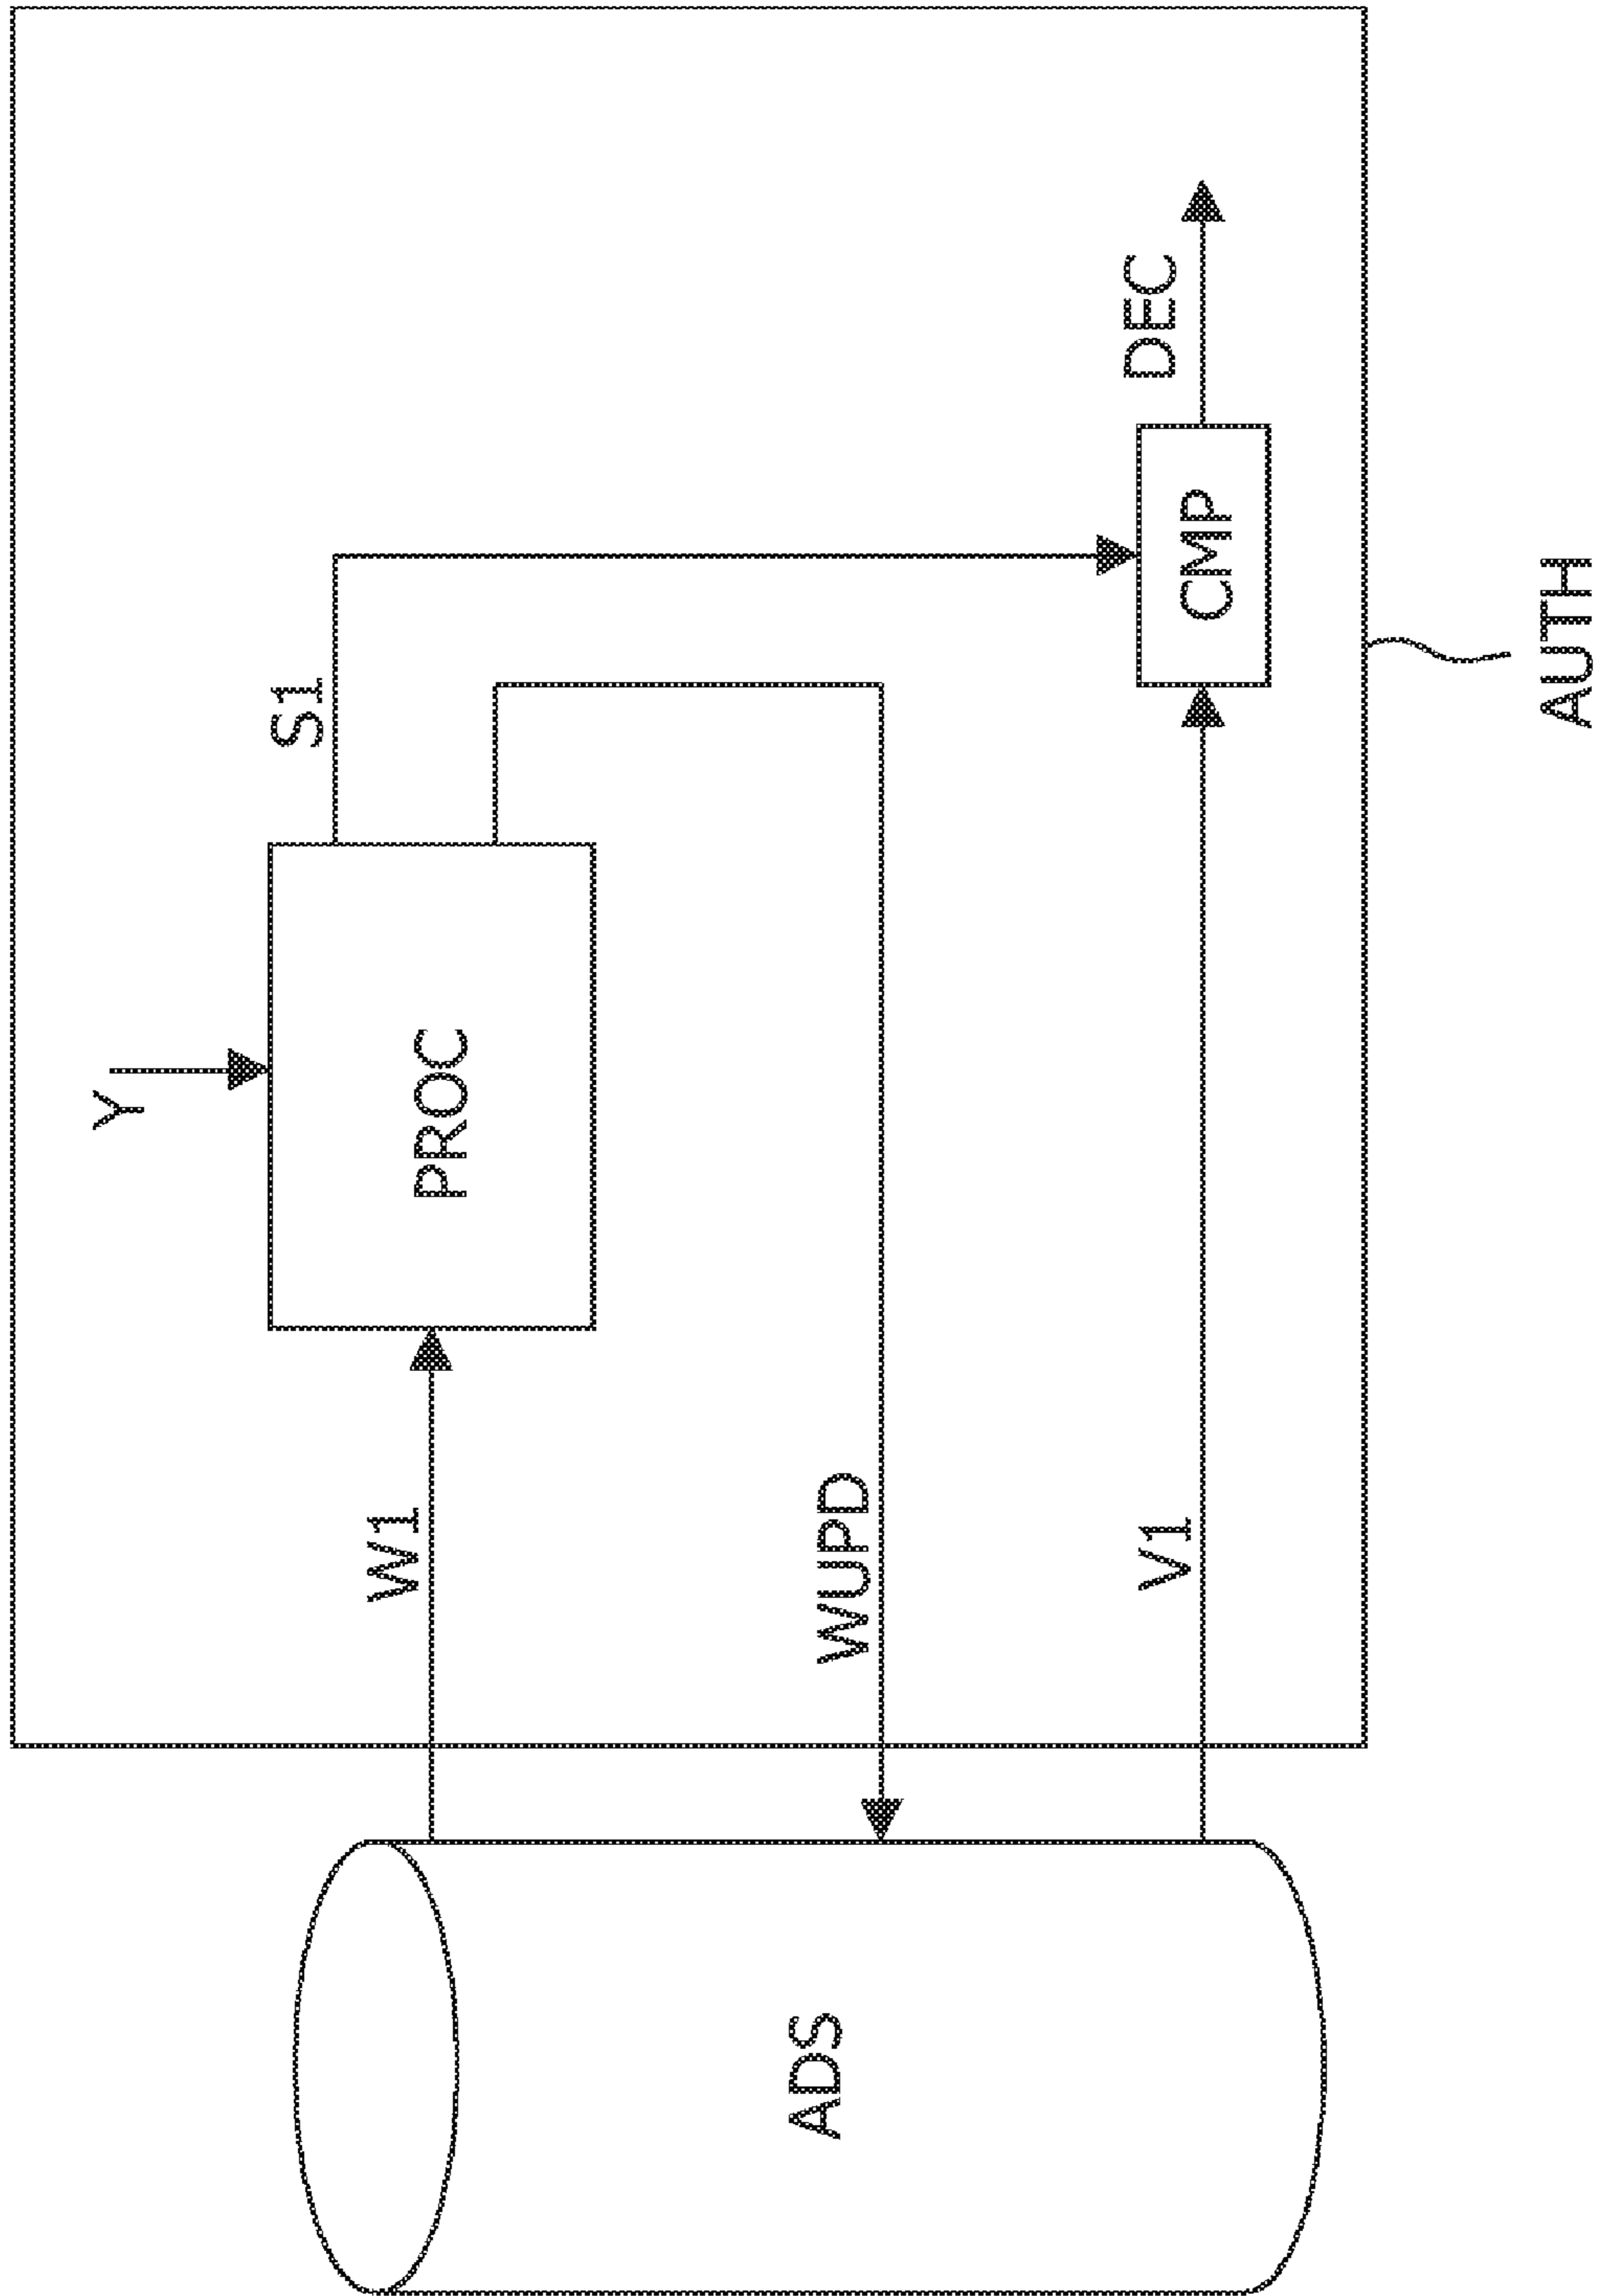 Y
S1
PROC
W1
WUPD
V1
DEC
CMP
ADS
AUTH